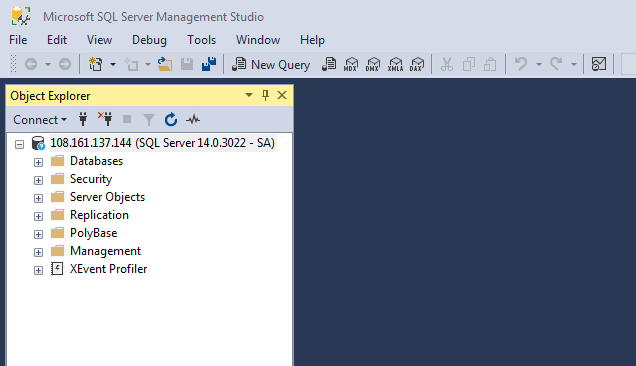 Microsoft SQL Server Management Studio
File Edit View Debug Tools Window Help
New Query MDX DMX XMLA DAX
Object Explorer
Connect
108.161.137.144 (SQL Server 14.0.3022 - SA)
Databases
Security
Server Objects
Replication
PolyBase
Management
XEvent Profiler